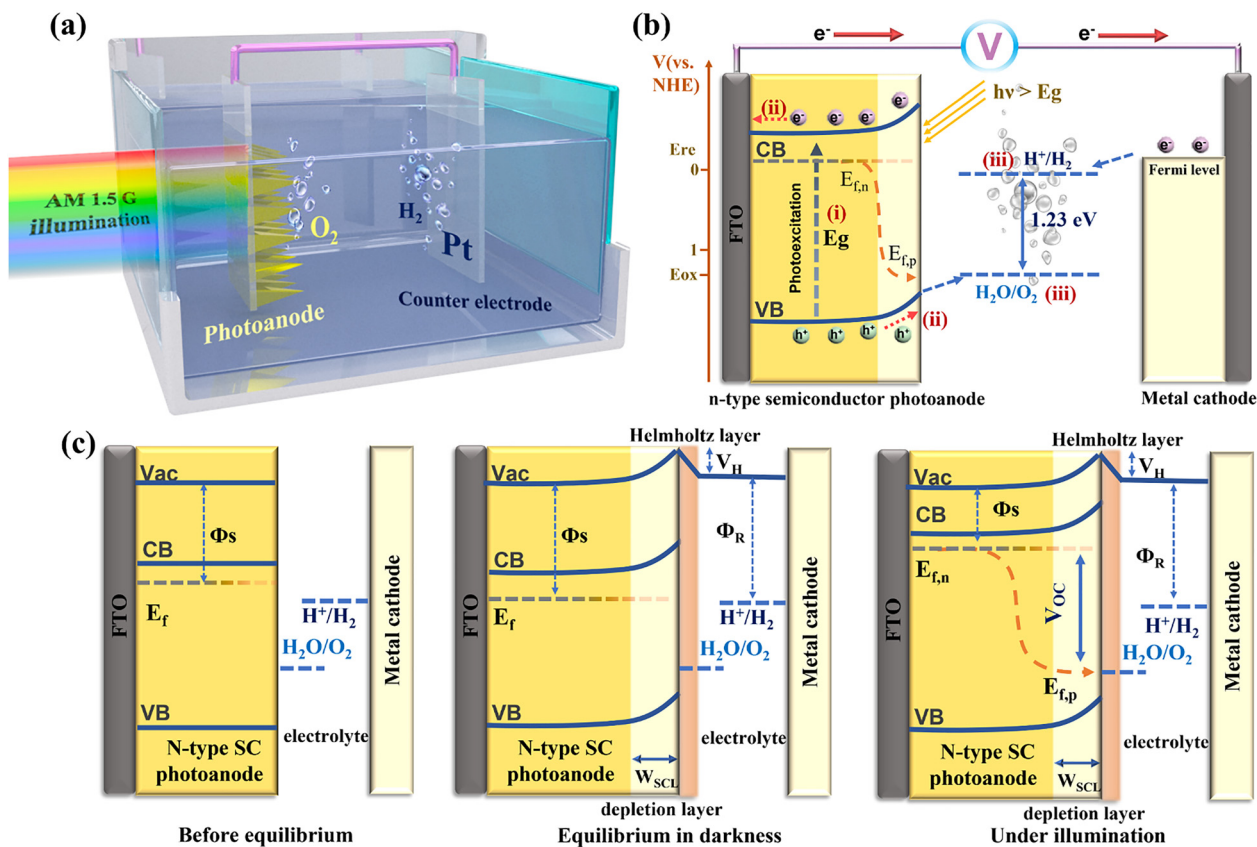 (a)
AM 1.5 G
illumination
O2
H2
Pt
Photoanode
Counter electrode
(b)
e- e-
V
V(vs.
NHE)
hν > Eg
(ii) e- e- e- e-
Ere
CB
0
Ef,n
(iii) H+/H2
e- e-
Fermi level
FTO
Photoexcitation
(i)
Eg
1.23 eV
1
Eox
Ef,p
H2O/O2 (iii)
VB
h+ h+ h+ h+
(ii)
n-type semiconductor photoanode
Metal cathode
(c)
FTO
Vac
Φs
CB
Ef
H+/H2
H2O/O2
VB
N-type SC
photoanode
electrolyte
Metal cathode
Before equilibrium
Helmholtz layer
VH
FTO
Vac
Φs
ΦR
CB
Ef
H+/H2
H2O/O2
VB
N-type SC
photoanode
WSCL
electrolyte
Metal cathode
depletion layer
Equilibrium in darkness
Helmholtz layer
VH
FTO
Vac
Φs
CB
ΦR
Ef,n
VOC
H+/H2
H2O/O2
Ef,p
VB
N-type SC
photoanode
WSCL
electrolyte
Metal cathode
depletion layer
Under illumination